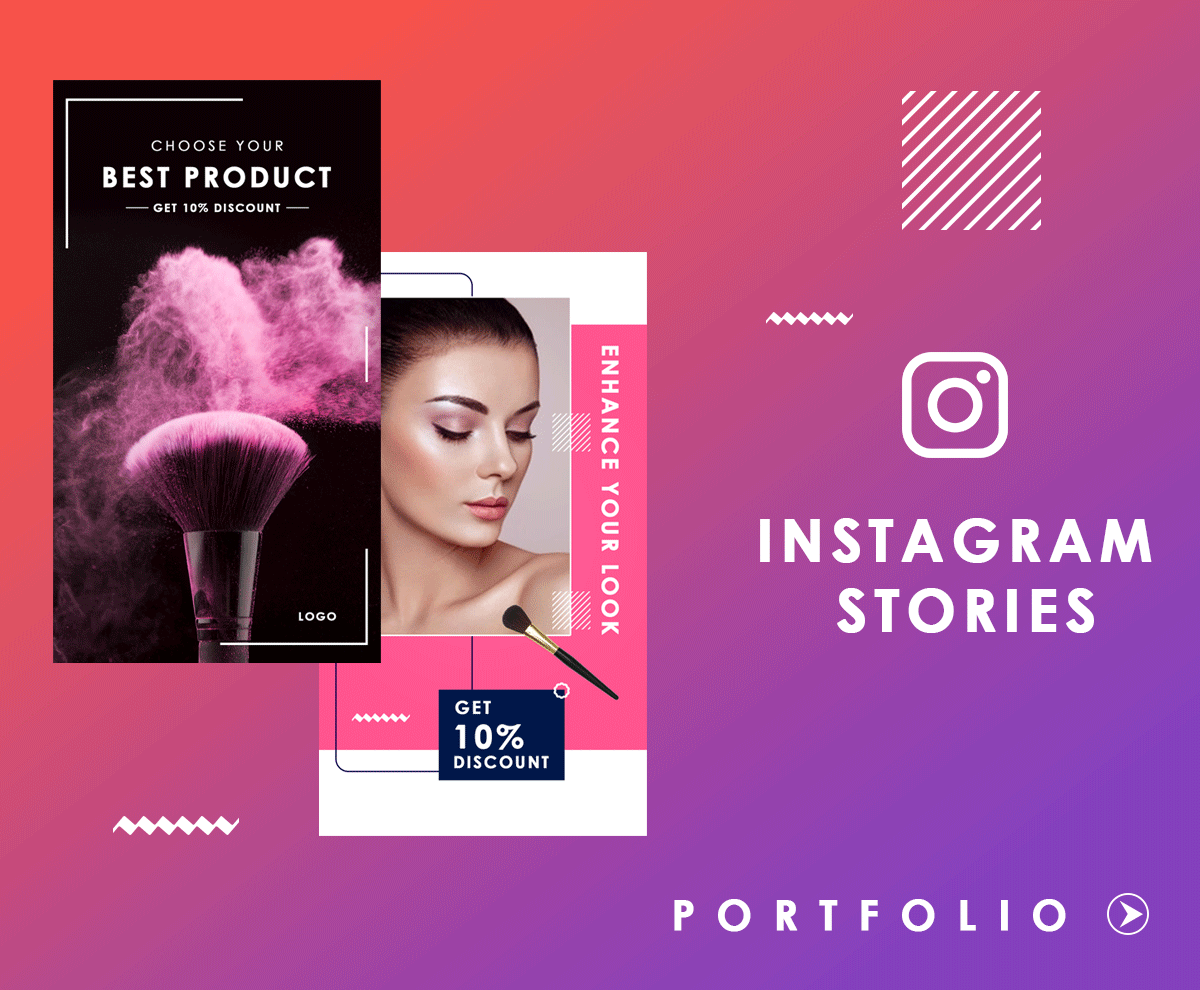 CHOOSE YOUR
BEST PRODUCT
GET 10% DISCOUNT
LOGO
ENHANCE YOUR LOOK
GET
10%
DISCOUNT
INSTAGRAM
STORIES
PORTFOLIO